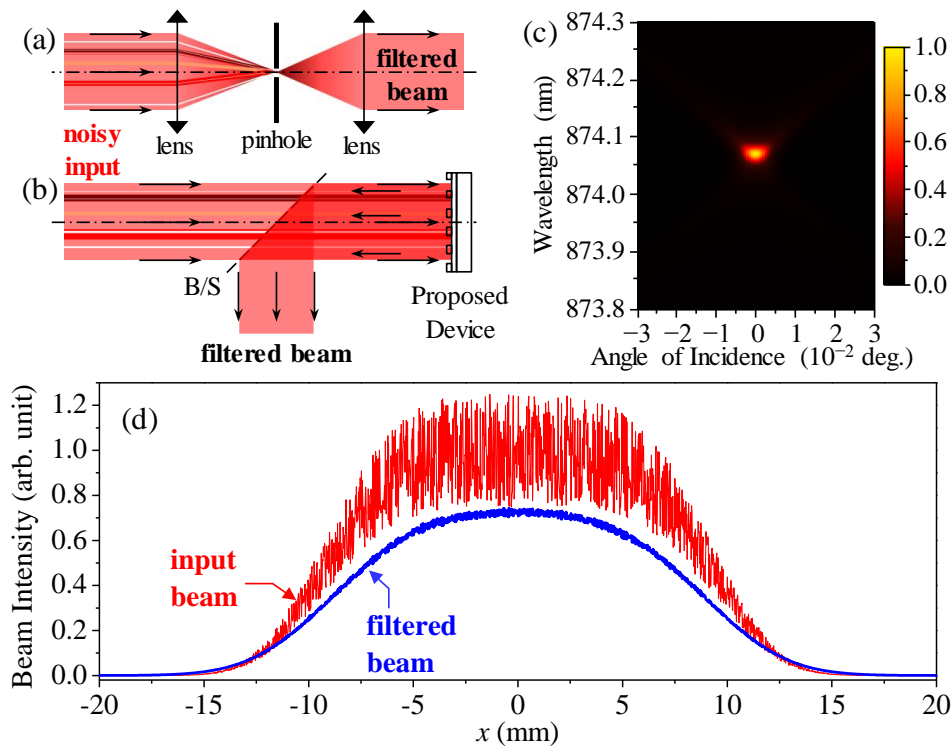 (a)
filtered
beam
noisy
input
lens
pinhole
lens
(b)
B/S
Proposed
Device
filtered beam
(c)
Wavelength (nm)
874.3
874.2
874.1
874.0
873.9
873.8
−3 −2 −1 0 1 2 3
Angle of Incidence (10⁻² deg.)
1.0
0.8
0.6
0.4
0.2
0.0
(d)
Beam Intensity (arb. unit)
1.2
1.0
0.8
0.6
0.4
0.2
0.0
input
beam
filtered
beam
-20 -15 -10 -5 0 5 10 15 20
x (mm)